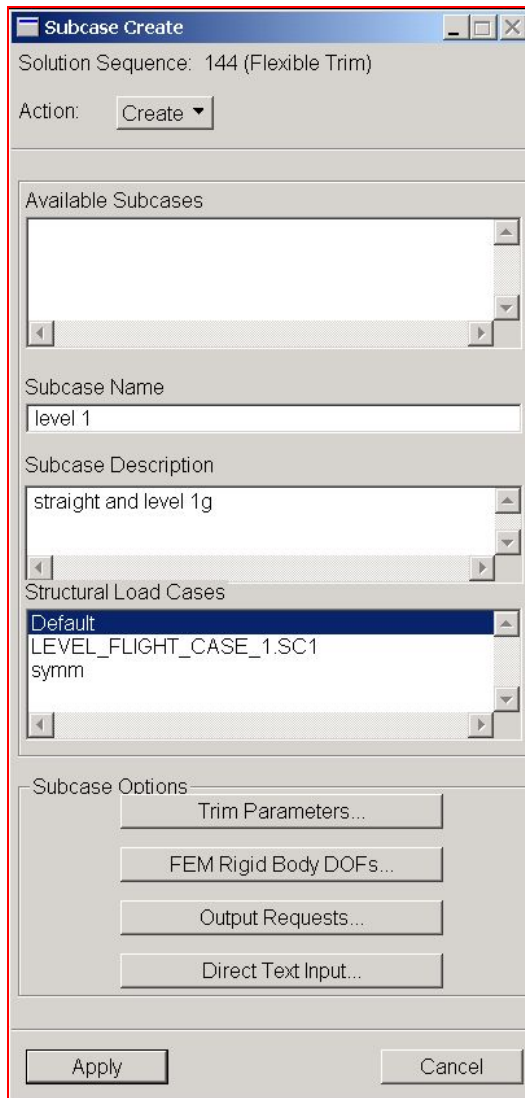 Subcase Create
Solution Sequence: 144 (Flexible Trim)
Action: Create
Available Subcases
Subcase Name
level 1
Subcase Description
straight and level 1g
Structural Load Cases
Default
LEVEL_FLIGHT_CASE_1.SC1
symm
Subcase Options
Trim Parameters...
FEM Rigid Body DOFs...
Output Requests...
Direct Text Input...
Apply Cancel